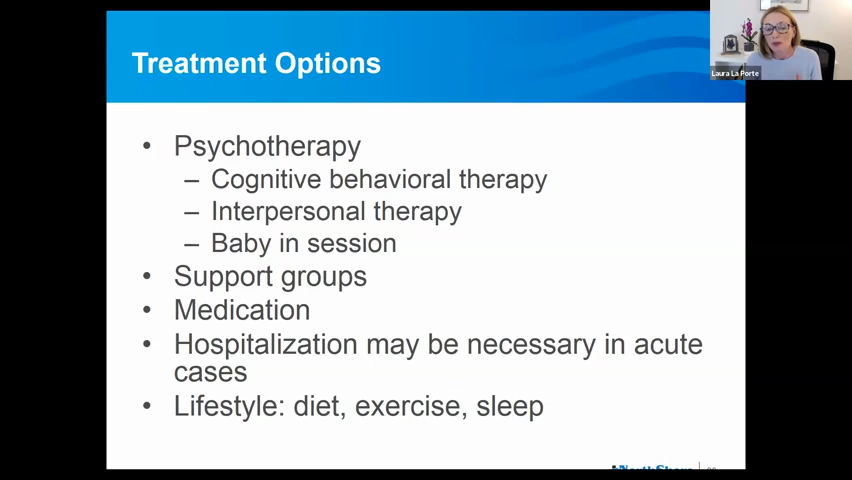 Treatment Options
Laura La Porte
• Psychotherapy
– Cognitive behavioral therapy
– Interpersonal therapy
– Baby in session
• Support groups
• Medication
• Hospitalization may be necessary in acute
cases
• Lifestyle: diet, exercise, sleep
NorthShore